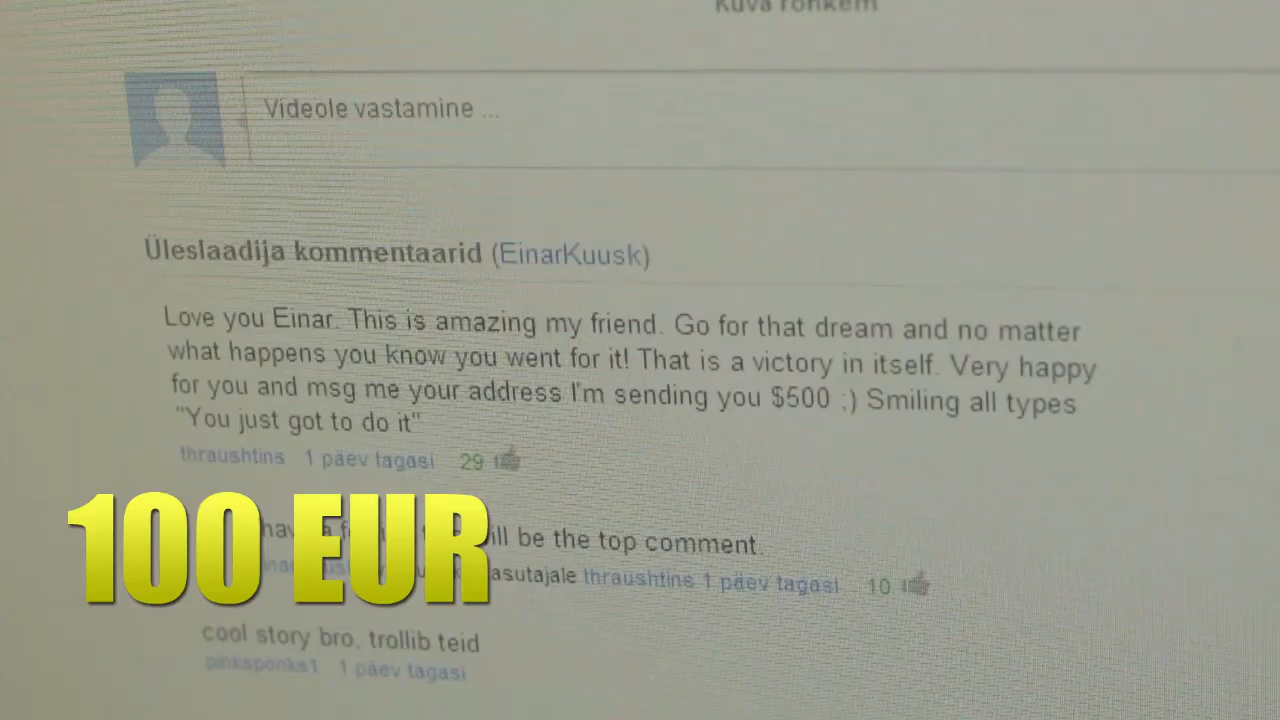 Kuva rohkem
Videole vastamine ...
Üleslaadija kommentaarid (EinarKuusk)
Love you Einar. This is amazing my friend. Go for that dream and no matter
what happens you know you went for it! That is a victory in itself. Very happy
for you and msg me your address I'm sending you $500 ;) Smiling all types
"You just got to do it"
thraushtins 1 päev tagasi 29
will be the top comment.
thraushtins 1 päev tagasi 10
100 EUR
cool story bro, trollib teid
pinksponks1 1 päev tagasi